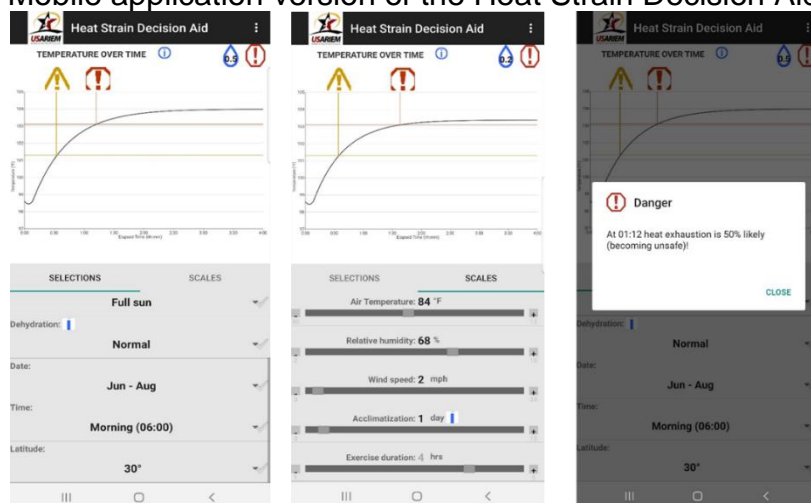 Mobile application version of the Heat Strain Decision Aid
USARIEM
Heat Strain Decision Aid
TEMPERATURE OVER TIME
0.5
SELECTIONS
SCALES
Full sun
Dehydration:
Normal
Date:
Jun - Aug
Time:
Morning (06:00)
Latitude:
30°
USARIEM
Heat Strain Decision Aid
TEMPERATURE OVER TIME
0.2
SELECTIONS
SCALES
Air Temperature: 84 °F
Relative humidity: 68 %
Wind speed: 2 mph
Acclimatization: 1 day
Exercise duration: 4 hrs
USARIEM
Heat Strain Decision Aid
TEMPERATURE OVER TIME
0.5
Danger
At 01:12 heat exhaustion is 50% likely
(becoming unsafe)!
CLOSE
Dehydration:
Normal
Date:
Jun - Aug
Time:
Morning (06:00)
Latitude:
30°